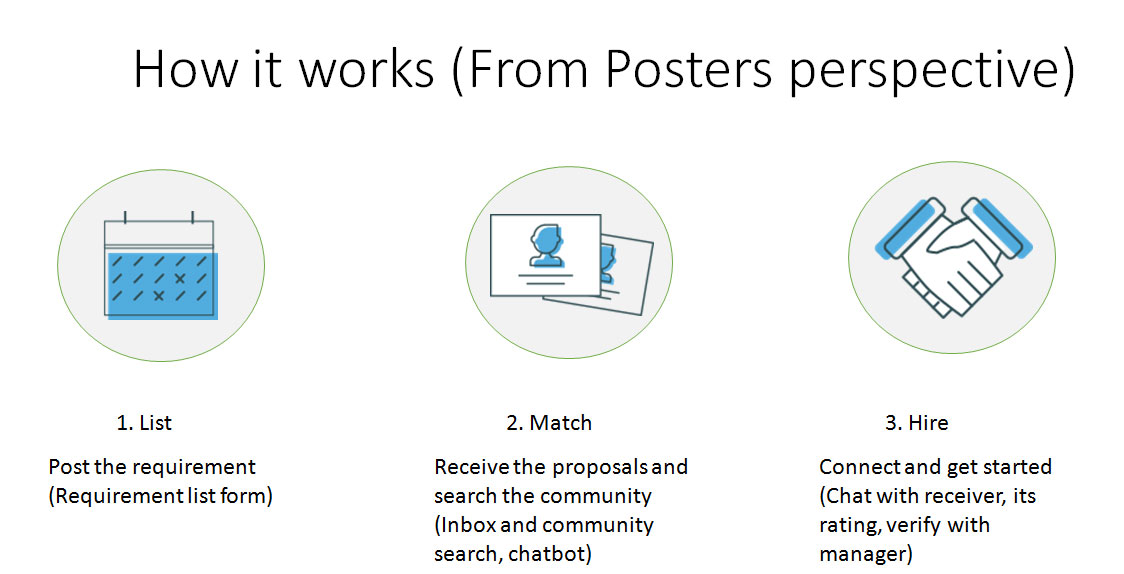 How it works (From Posters perspective)
1. List
Post the requirement
(Requirement list form)
2. Match
Receive the proposals and
search the community
(Inbox and community
search, chatbot)
3. Hire
Connect and get started
(Chat with receiver, its
rating, verify with
manager)